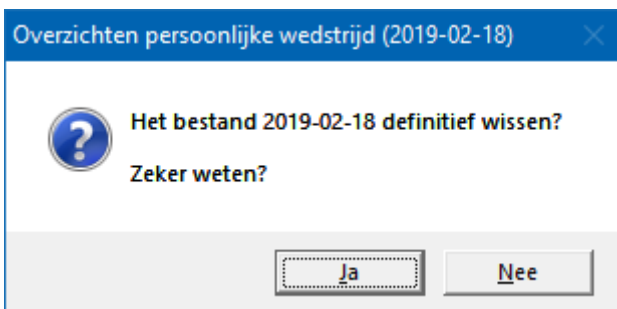 Overzichten persoonlijke wedstrijd (2019-02-18)
Het bestand 2019-02-18 definitief wissen?
Zeker weten?
Ja
Nee